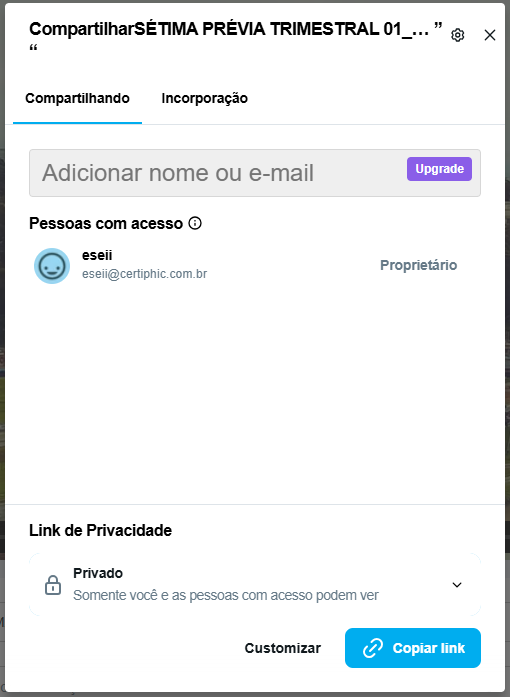 CompartilharSÉTIMA PRÉVIA TRIMESTRAL 01_... ”
“
Compartilhando
Incorporação
Adicionar nome ou e-mail
Upgrade
Pessoas com acesso
eseii
eseii@certiphic.com.br
Proprietário
Link de Privacidade
Privado
Somente você e as pessoas com acesso podem ver
Customizar
Copiar link